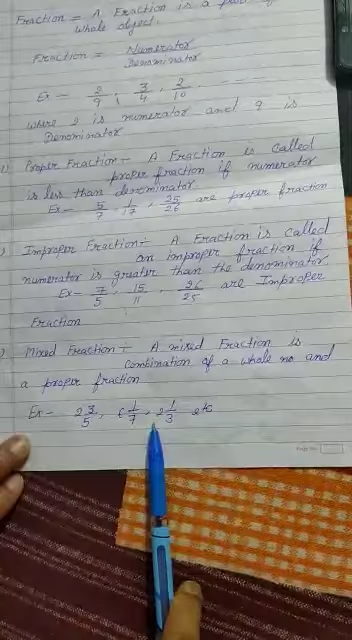 Fraction = A Fraction is a part of
whole object.
Fraction = Numerator
Denominator
Ex - 2/9, 3/4, 2/10
where 2 is numerator and 9 is
Denominator
Proper Fraction ÷ A Fraction is called
proper fraction if numerator
is less than denominator
Ex - 5/7, 1/17, 25/26 are proper fraction
Improper Fraction ÷ A Fraction is called
an improper fraction if
numerator is greater than the denominator
Ex - 7/5, 15/11, 26/25 are Improper
Fraction
Mixed Fraction ÷ A mixed Fraction is
Combination of a whole no and
a proper fraction
Ex - 2 3/5, 6 1/7, 2 1/3 etc